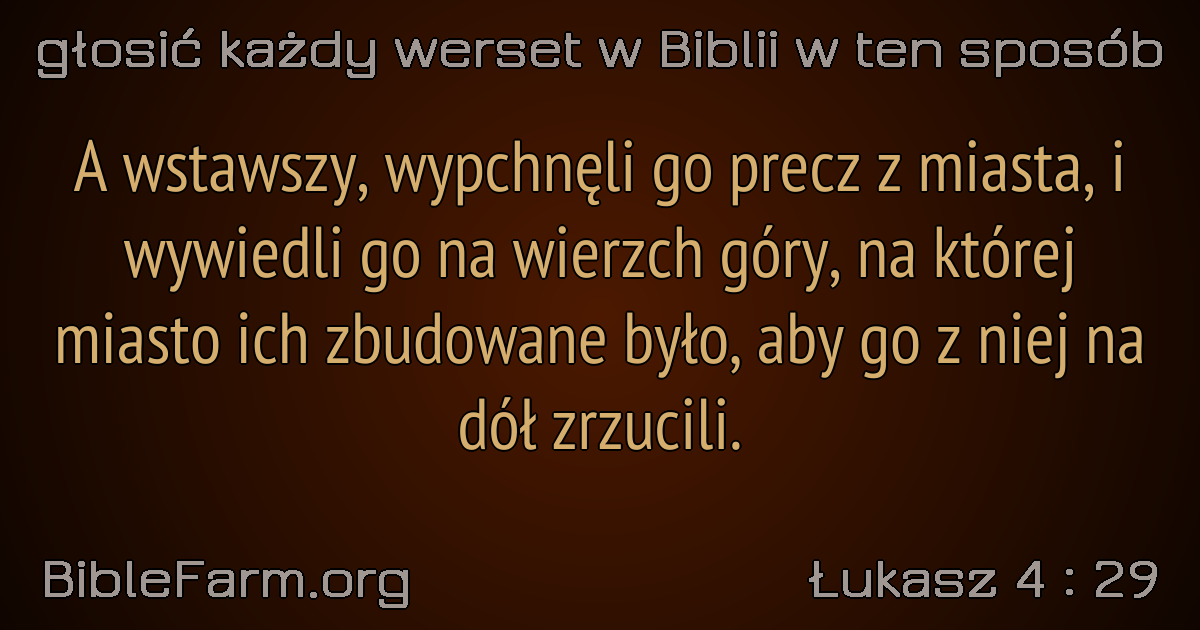 głosić każdy werset w Biblii w ten sposób
A wstawszy, wypchnęli go precz z miasta, i
wywiedli go na wierzch góry, na której
miasto ich zbudowane było, aby go z niej na
dół zrzucili.
BibleFarm.org
Łukasz 4 : 29